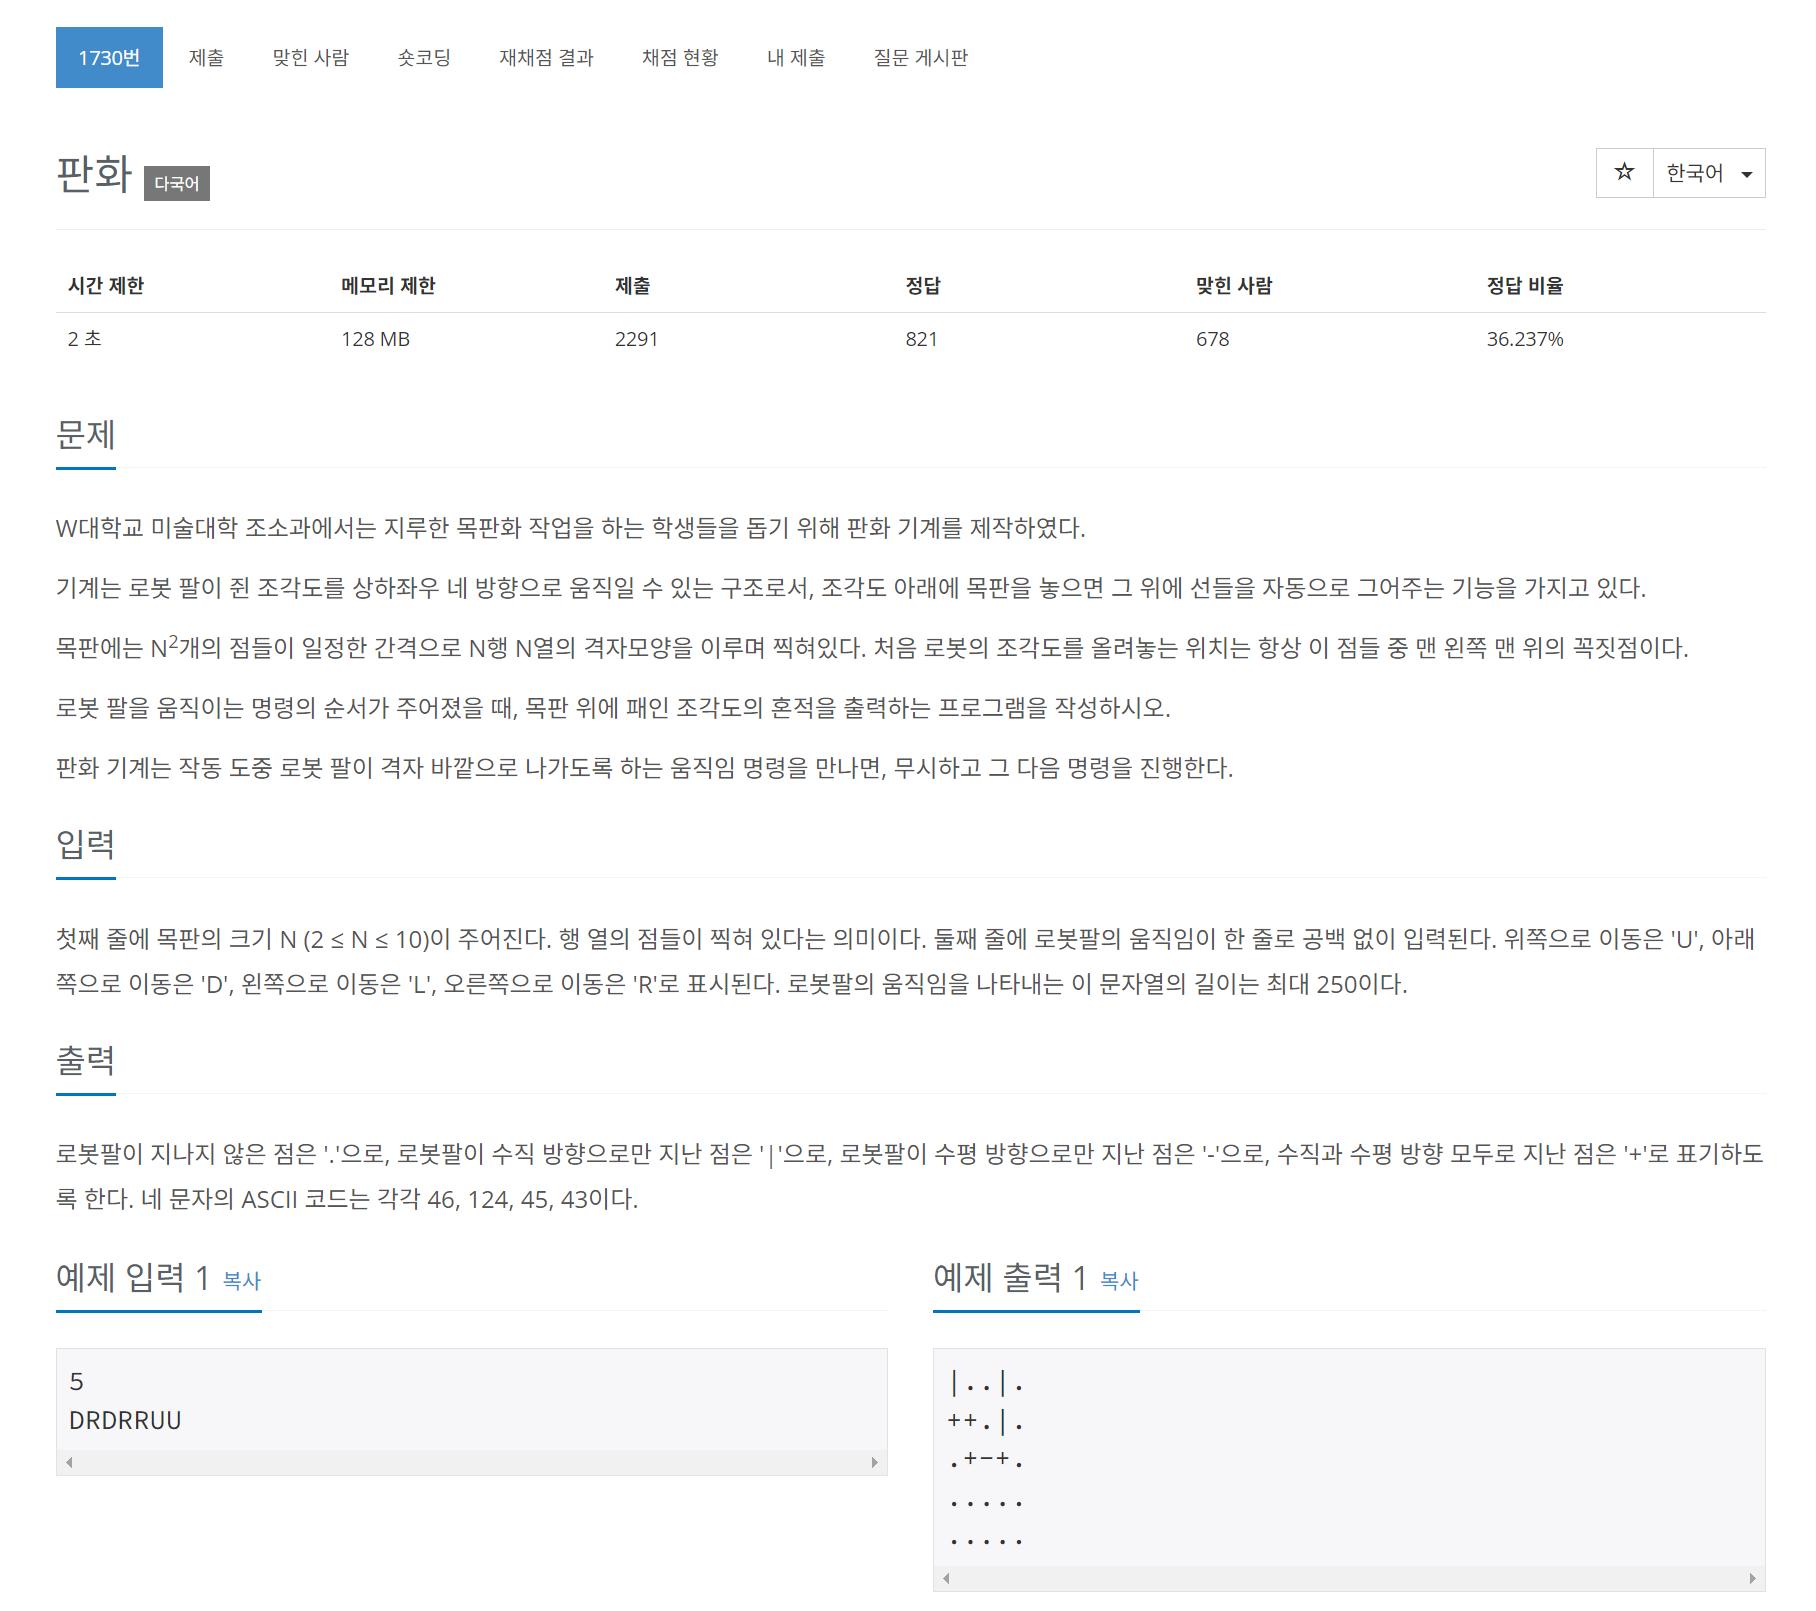 1730번 제출 맞힌 사람 숏코딩 재채점 결과 채점 현황 내 제출 질문 게시판
판화 다국어
☆ 한국어
시간 제한 메모리 제한 제출 정답 맞힌 사람 정답 비율
2 초 128 MB 2291 821 678 36.237%
문제
W대학교 미술대학 조소과에서는 지루한 목판화 작업을 하는 학생들을 돕기 위해 판화 기계를 제작하였다.
기계는 로봇 팔이 쥔 조각도를 상하좌우 네 방향으로 움직일 수 있는 구조로서, 조각도 아래에 목판을 놓으면 그 위에 선들을 자동으로 그어주는 기능을 가지고 있다.
목판에는 N²개의 점들이 일정한 간격으로 N행 N열의 격자모양을 이루며 찍혀있다. 처음 로봇의 조각도를 올려놓는 위치는 항상 이 점들 중 맨 왼쪽 맨 위의 꼭짓점이다.
로봇 팔을 움직이는 명령의 순서가 주어졌을 때, 목판 위에 패인 조각도의 혼적을 출력하는 프로그램을 작성하시오.
판화 기계는 작동 도중 로봇 팔이 격자 바깥으로 나가도록 하는 움직임 명령을 만나면, 무시하고 그 다음 명령을 진행한다.
입력
첫째 줄에 목판의 크기 N (2 ≤ N ≤ 10)이 주어진다. 행 열의 점들이 찍혀 있다는 의미이다. 둘째 줄에 로봇팔의 움직임이 한 줄로 공백 없이 입력된다. 위쪽으로 이동은 'U', 아래
쪽으로 이동은 'D', 왼쪽으로 이동은 'L', 오른쪽으로 이동은 'R'로 표시된다. 로봇팔의 움직임을 나타내는 이 문자열의 길이는 최대 250이다.
출력
로봇팔이 지나지 않은 점은 '.'으로, 로봇팔이 수직 방향으로만 지난 점은 '|'으로, 로봇팔이 수평 방향으로만 지난 점은 '-'으로, 수직과 수평 방향 모두로 지난 점은 '+'로 표기하도
록 한다. 네 문자의 ASCII 코드는 각각 46, 124, 45, 43이다.
예제 입력 1 복사
5
DRDRRUU
예제 출력 1 복사
|..|.
++.|.
.+-+.
.....
.....